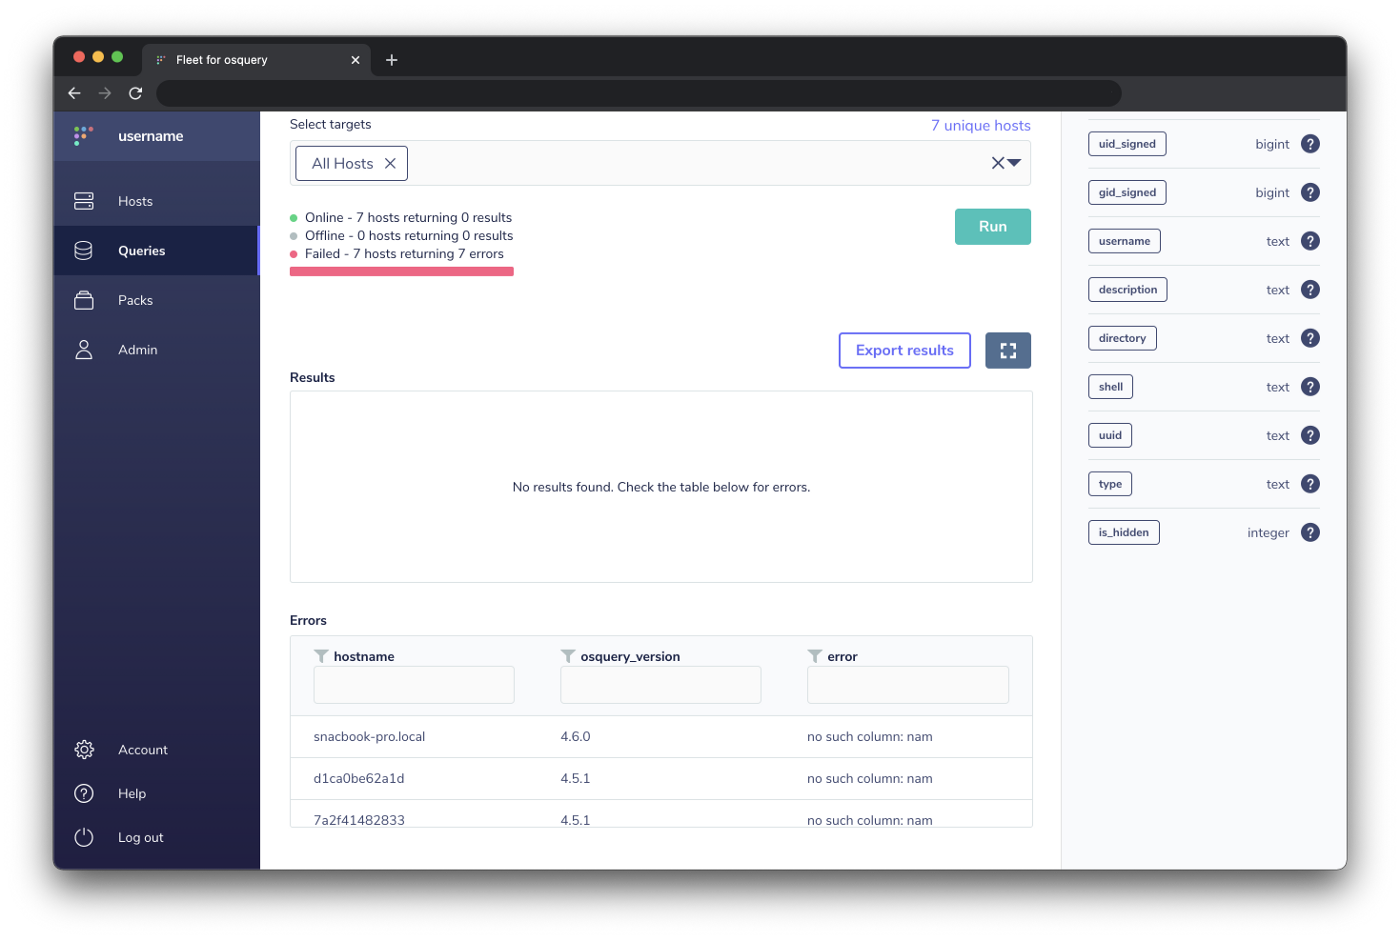 Fleet for osquery
username
Hosts
Queries
Packs
Admin
Account
Help
Log out
Select targets
7 unique hosts
All Hosts
Online - 7 hosts returning 0 results
Offline - 0 hosts returning 0 results
Failed - 7 hosts returning 7 errors
Run
Export results
Results
No results found. Check the table below for errors.
Errors
hostname osquery_version error
snacbook-pro.local 4.6.0 no such column: nam
d1ca0be62a1d 4.5.1 no such column: nam
7a2f41482833 4.5.1 no such column: nam
uid_signed bigint ?
gid_signed bigint ?
username text ?
description text ?
directory text ?
shell text ?
uuid text ?
type text ?
is_hidden integer ?